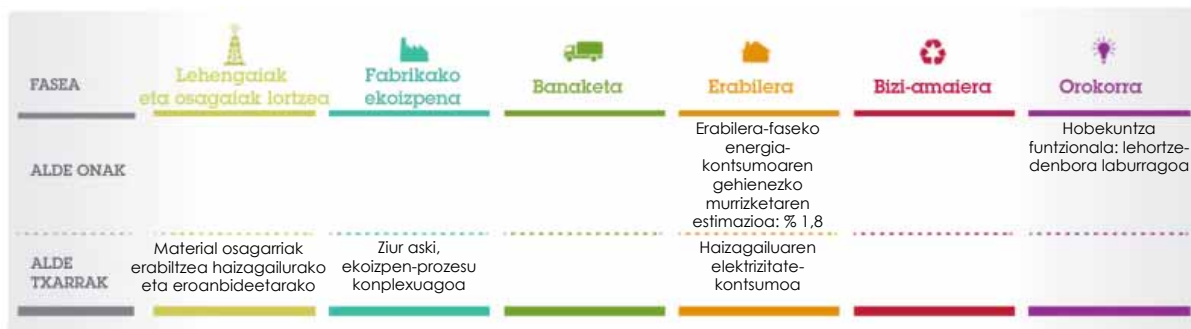 FASEA
Lehengaiak
eta osagaiak lortzea
Fabrikako
ekoizpena
Banaketa
Erabilera
Bizi-amaiera
Orokorra
ALDE ONAK
Erabilera-faseko
energia-
kontsumoaren
gehienezko
murrizketaren
estimazioa: % 1,8
Hobekuntza
funtzionala: lehortze-
denbora laburragoa
ALDE
TXARRAK
Material osagarriak
erabiltzea haizagailurako
eta eroanbideetarako
Ziur aski,
ekoizpen-prozesu
konplexuagoa
Haizagailuaren
elektrizitate-
kontsumoa